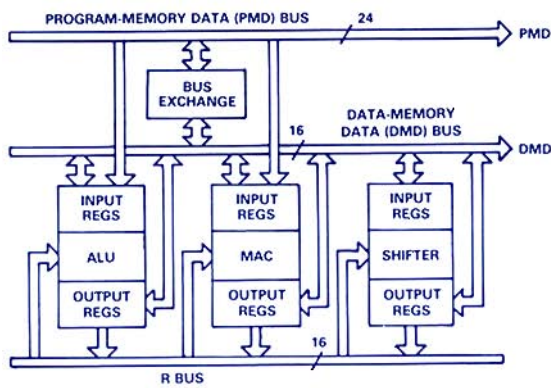 PROGRAM-MEMORY DATA (PMD) BUS
24
PMD
BUS
EXCHANGE
DATA-MEMORY
DATA (DMD) BUS
16
DMD
INPUT
REGS
ALU
OUTPUT
REGS
INPUT
REGS
MAC
OUTPUT
REGS
INPUT
REGS
SHIFTER
OUTPUT
REGS
16
R BUS